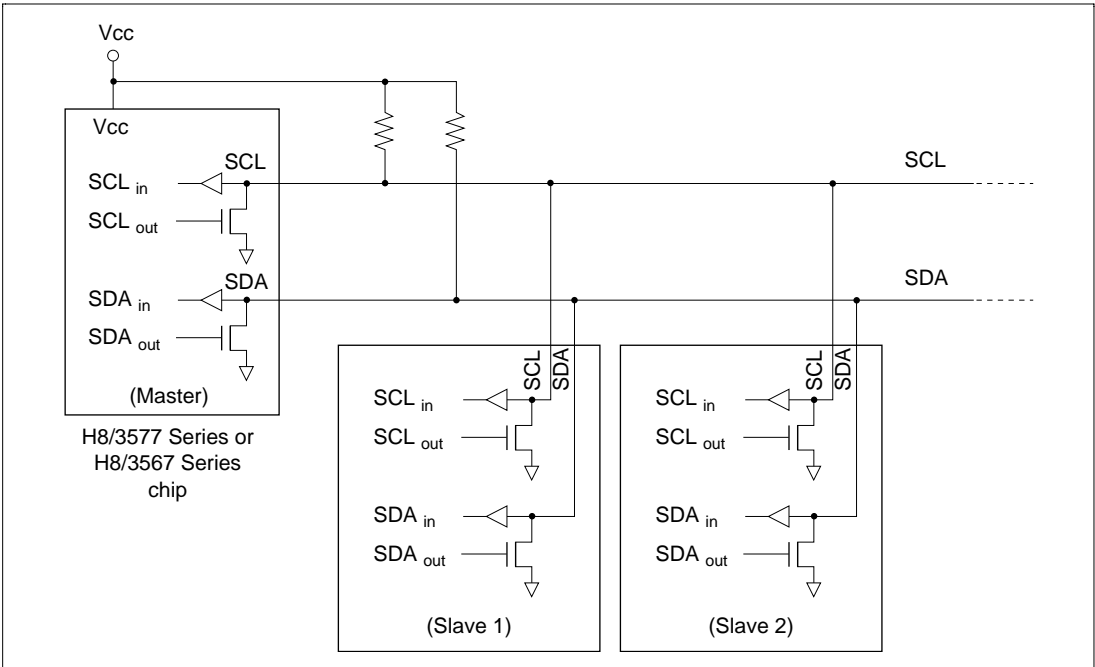 Vcc
Vcc
SCL
SCL in
SCL out
SDA
SDA in
SDA out
(Master)
H8/3577 Series or
H8/3567 Series
chip
SCL
SDA
SCL
SDA
SCL in
SCL out
SDA in
SDA out
(Slave 1)
SCL
SDA
SCL in
SCL out
SDA in
SDA out
(Slave 2)